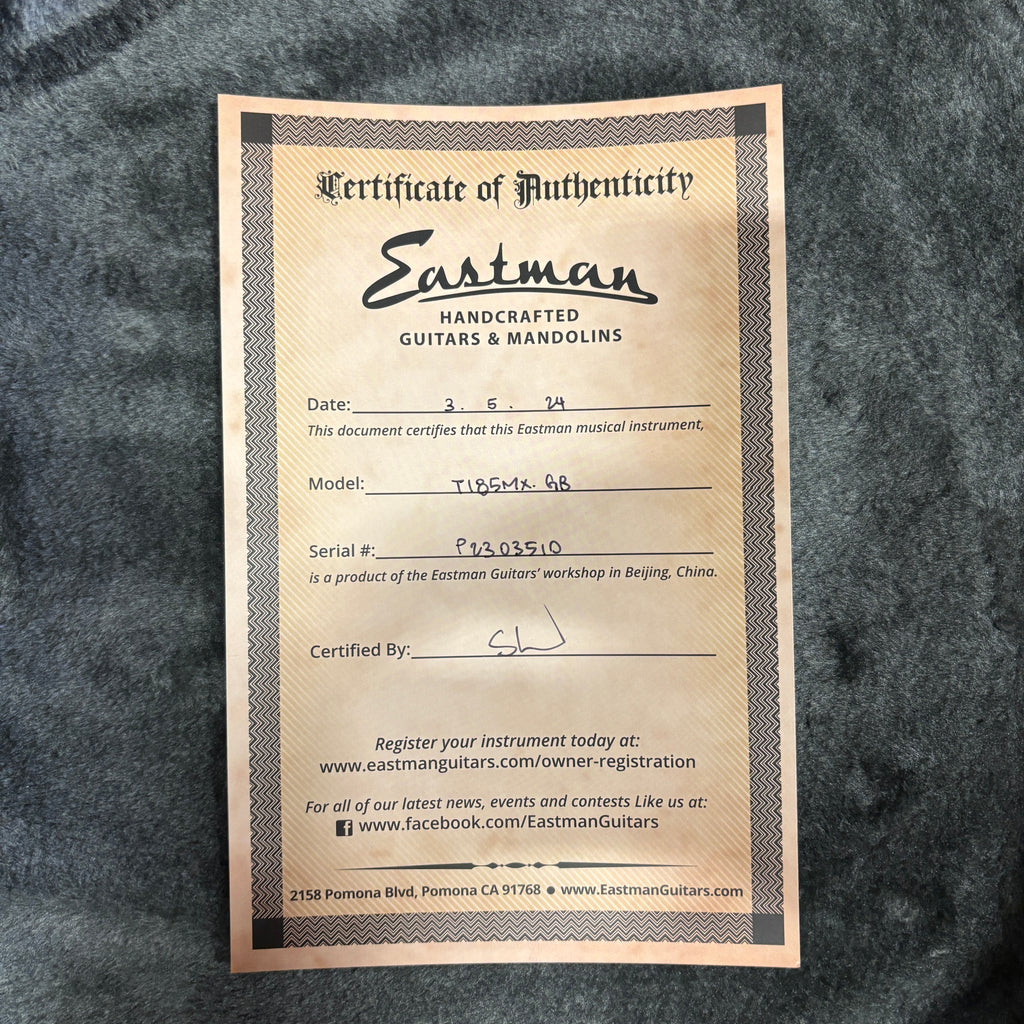 Certificate of Authenticity
Eastman
HANDCRAFTED
GUITARS & MANDOLINS
Date: 3. 5. 24
This document certifies that this Eastman musical instrument,
Model: T185MX. GB
Serial #: P2303510
is a product of the Eastman Guitars' workshop in Beijing, China.
Certified By: SW
Register your instrument today at:
www.eastmanguitars.com/owner-registration
For all of our latest news, events and contests Like us at:
www.facebook.com/EastmanGuitars
2158 Pomona Blvd, Pomona CA 91768 ● www.EastmanGuitars.com